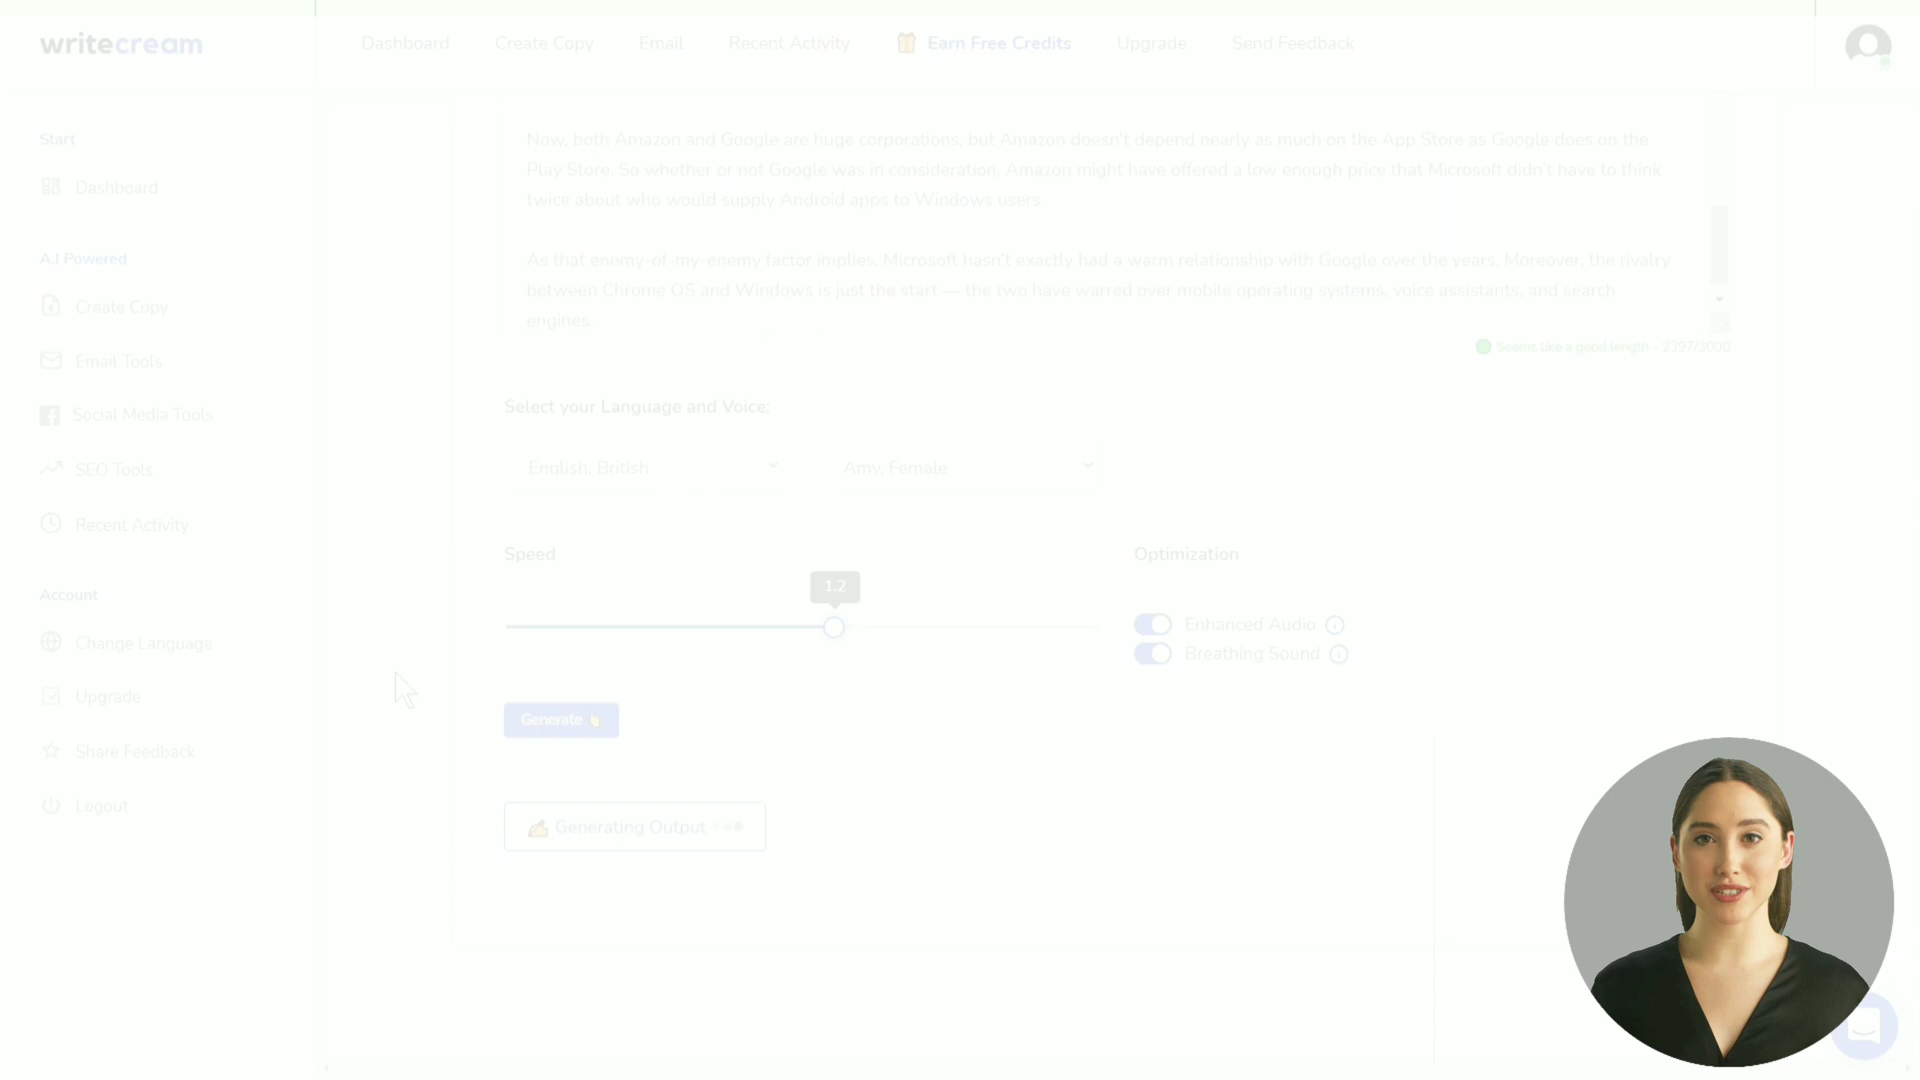 writecream
Dashboard
Create Copy
Email
Recent Activity
Earn Free Credits
Upgrade
Send Feedback
Start
Dashboard
A.I Powered
Create Copy
Email Tools
Social Media Tools
SEO Tools
Recent Activity
Account
Change Language
Upgrade
Share Feedback
Logout
Now, both Amazon and Google are huge corporations, but Amazon doesn't depend nearly as much on the App Store as Google does on the
Play Store. So whether or not Google was in consideration, Amazon might have offered a low enough price that Microsoft didn't have to think
twice about who would supply Android apps to Windows users.
As that enemy-of-my-enemy factor implies, Microsoft hasn't exactly had a warm relationship with Google over the years. Moreover, the rivalry
between Chrome OS and Windows is just the start — the two have warred over mobile operating systems, voice assistants, and search
engines.
Seems like a good length - 2397/3000
Select your Language and Voice:
English, British
Amy, Female
Speed
1.2
Optimization
Enhanced Audio
Breathing Sound
Generate
Generating Output